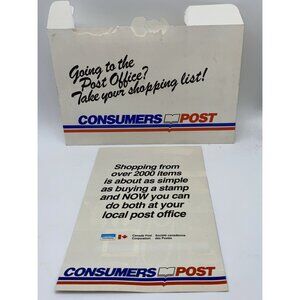 Going to the
Post Office?
Take your shopping list!
CONSUMERS POST
Shopping from
over 2000 items
is about as simple
as buying a stamp
and NOW you can
do both at your
local post office
Canada Post Corporation
Société canadienne des Postes
CONSUMERS POST